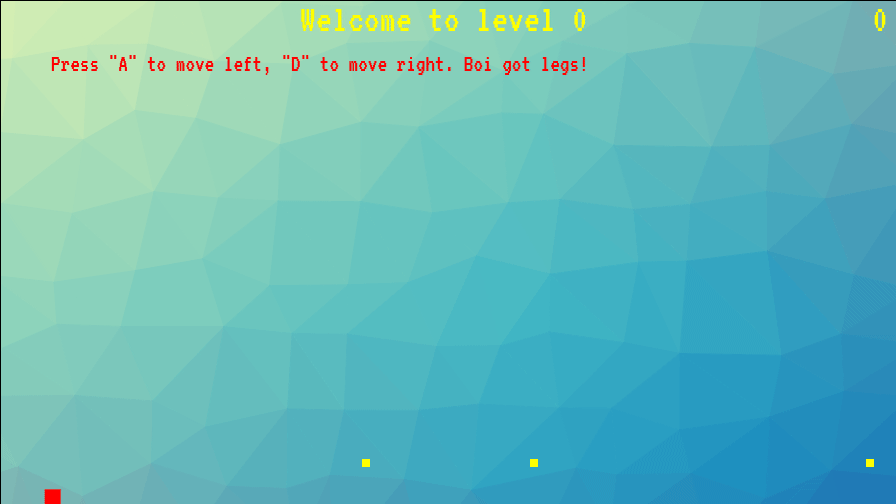 Welcome to level 0
0
Press "A" to move left, "D" to move right. Boi got legs!